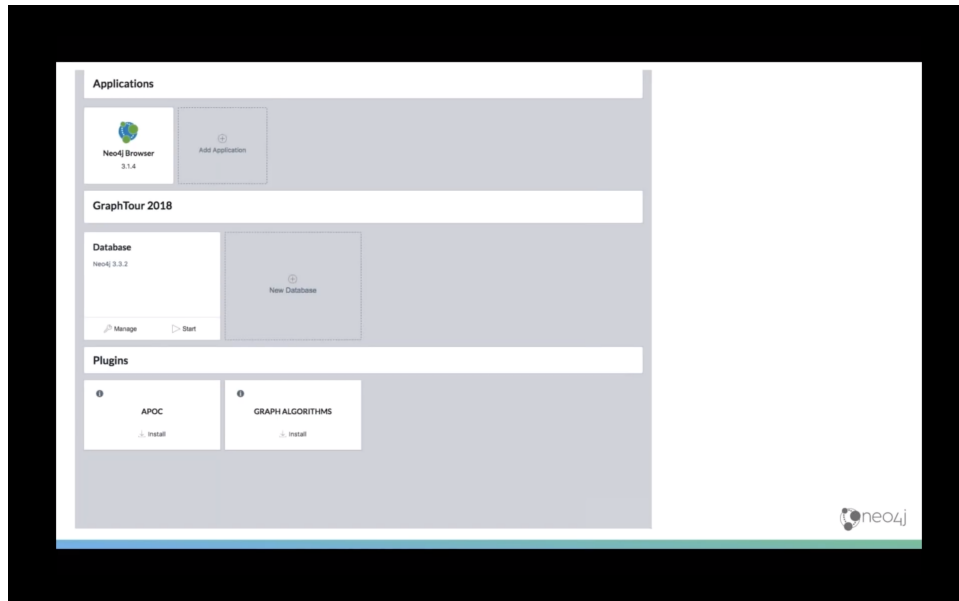 Applications
Neo4j Browser
3.1.4
Add Application
GraphTour 2018
Database
Neo4j 3.3.2
New Database
Manage
Start
Plugins
APOC
Install
GRAPH ALGORITHMS
Install
neo4j